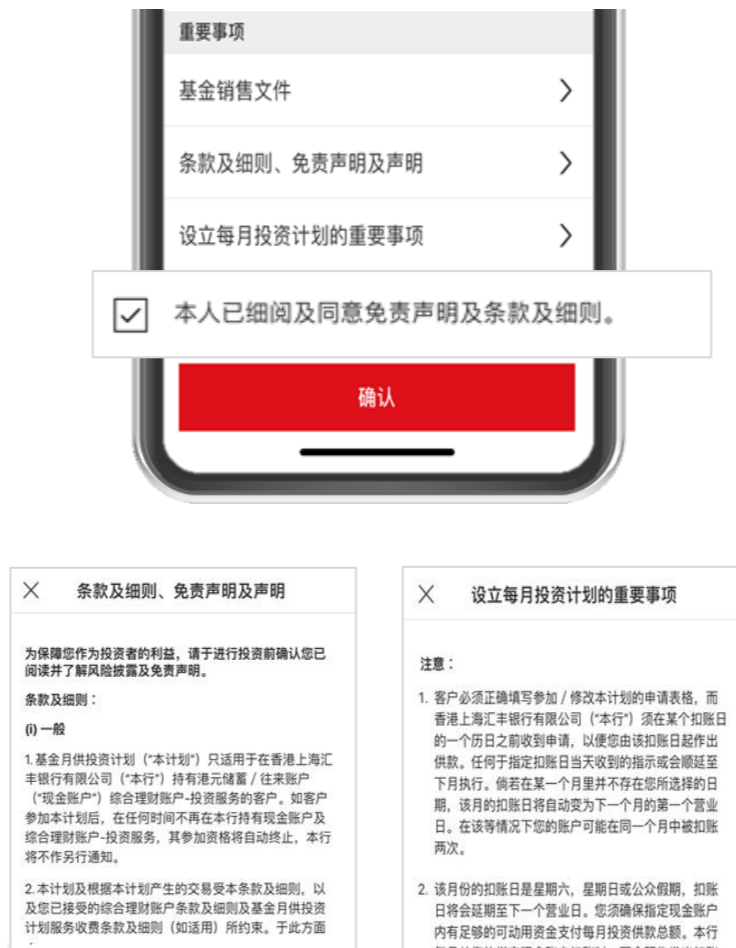 重要事项
基金销售文件
条款及细则、免责声明及声明
设立每月投资计划的重要事项
本人已细阅及同意免责声明及条款及细则。
确认
条款及细则、免责声明及声明
为保障您作为投资者的利益，请于进行投资前确认您已
阅读并了解风险披露及免责声明。
条款及细则：
(i) 一般
1. 基金月供投资计划（“本计划”）只适用于在香港上海汇
丰银行有限公司（“本行”）持有港元储蓄 / 往来账户
（“现金账户”）综合理财账户-投资服务的客户。如客户
参加本计划后，在任何时间不再在本行持有现金账户及
综合理财账户-投资服务，其参加资格将自动终止，本行
将不作另行通知。
2. 本计划及根据本计划产生的交易受本条款及细则，以
及您已接受的综合理财账户条款及细则及基金月供投资
计划服务收费条款及细则（如适用）所约束。于此方面
设立每月投资计划的重要事项
注意：
1. 客户必须正确填写参加 / 修改本计划的申请表格，而
香港上海汇丰银行有限公司（“本行”）须在某个扣账日
的一个历日之前收到申请，以便您由该扣账日起作出
供款。任何于指定扣账日当天收到的指示或会顺延至
下月执行。倘若在某一个月里并不存在您所选择的日
期，该月的扣账日将自动变为下一个月的第一个营业
日。在该等情况下您的账户可能在同一个月中被扣账
两次。
2. 该月份的扣账日是星期六，星期日或公众假期，扣账
日将会延期至下一个营业日。您须确保指定现金账户
内有足够的可动用资金支付每月投资供款总额。本行